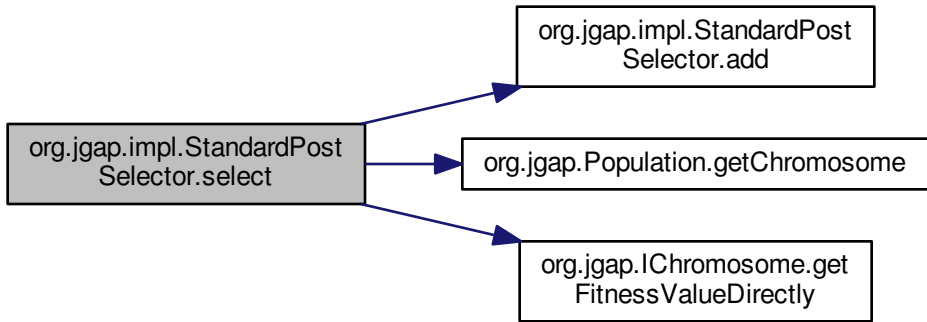 org.jgap.impl.StandardPost
Selector.add
org.jgap.impl.StandardPost
Selector.select
org.jgap.Population.getChromosome
org.jgap.IChromosome.get
FitnessValueDirectly